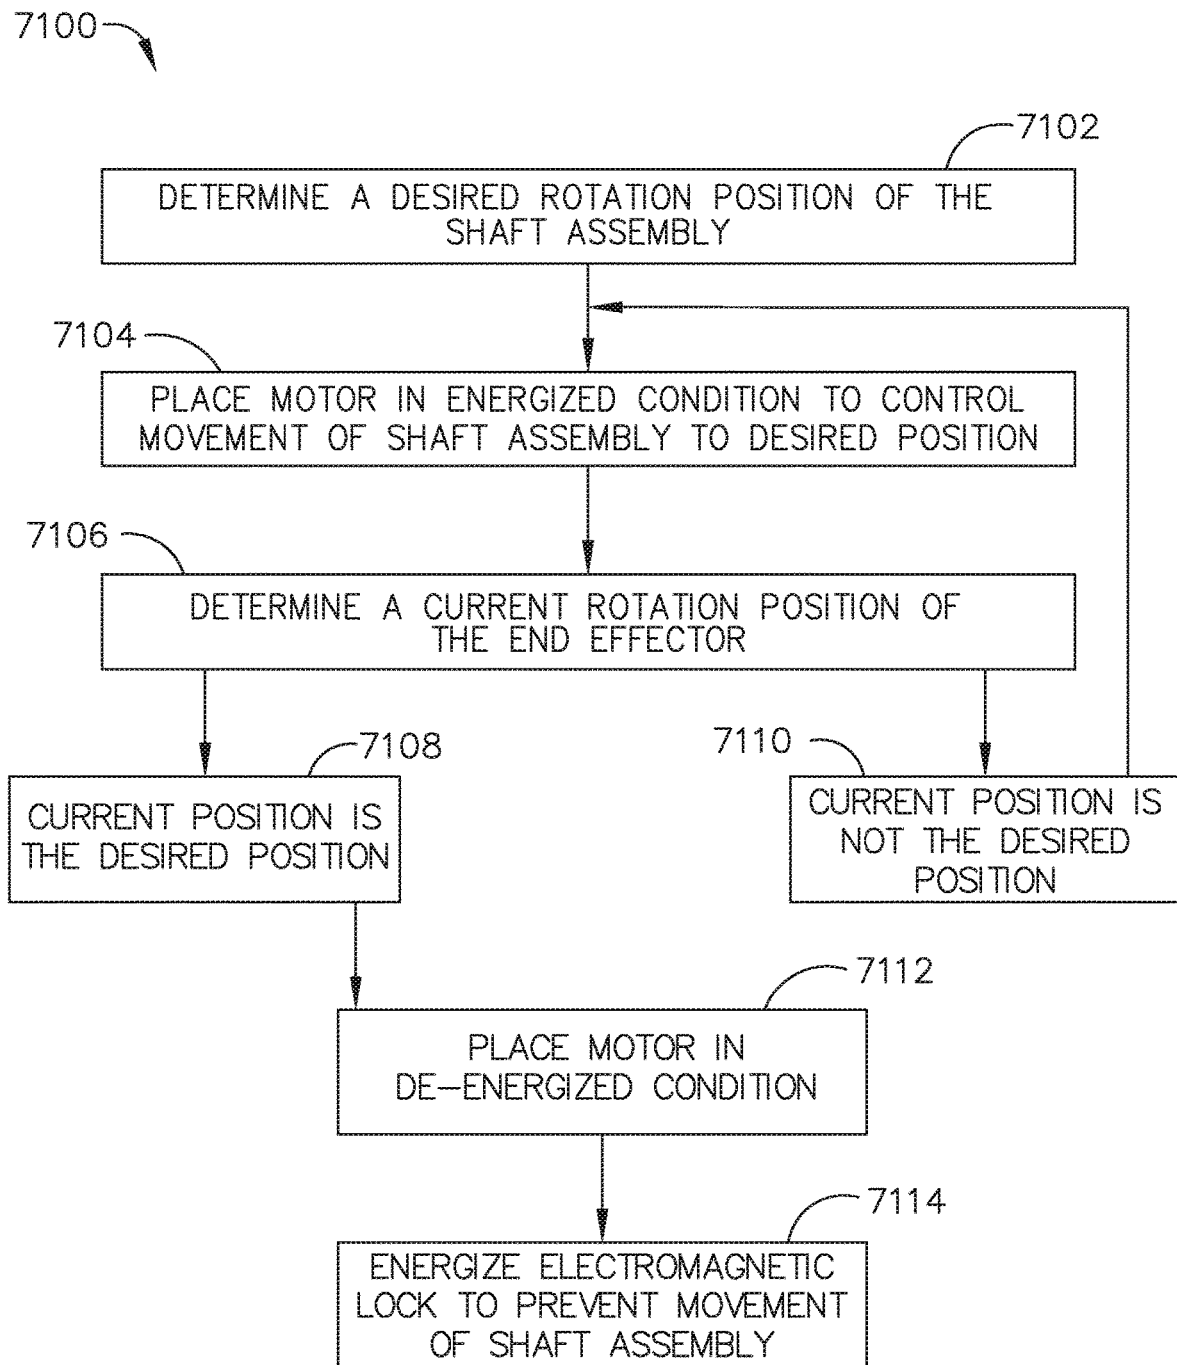 7100
7102
DETERMINE A DESIRED ROTATION POSITION OF THE
SHAFT ASSEMBLY
7104
PLACE MOTOR IN ENERGIZED CONDITION TO CONTROL
MOVEMENT OF SHAFT ASSEMBLY TO DESIRED POSITION
7106
DETERMINE A CURRENT ROTATION POSITION OF
THE END EFFECTOR
7108
CURRENT POSITION IS
THE DESIRED POSITION
7110
CURRENT POSITION IS
NOT THE DESIRED
POSITION
7112
PLACE MOTOR IN
DE-ENERGIZED CONDITION
7114
ENERGIZE ELECTROMAGNETIC
LOCK TO PREVENT MOVEMENT
OF SHAFT ASSEMBLY